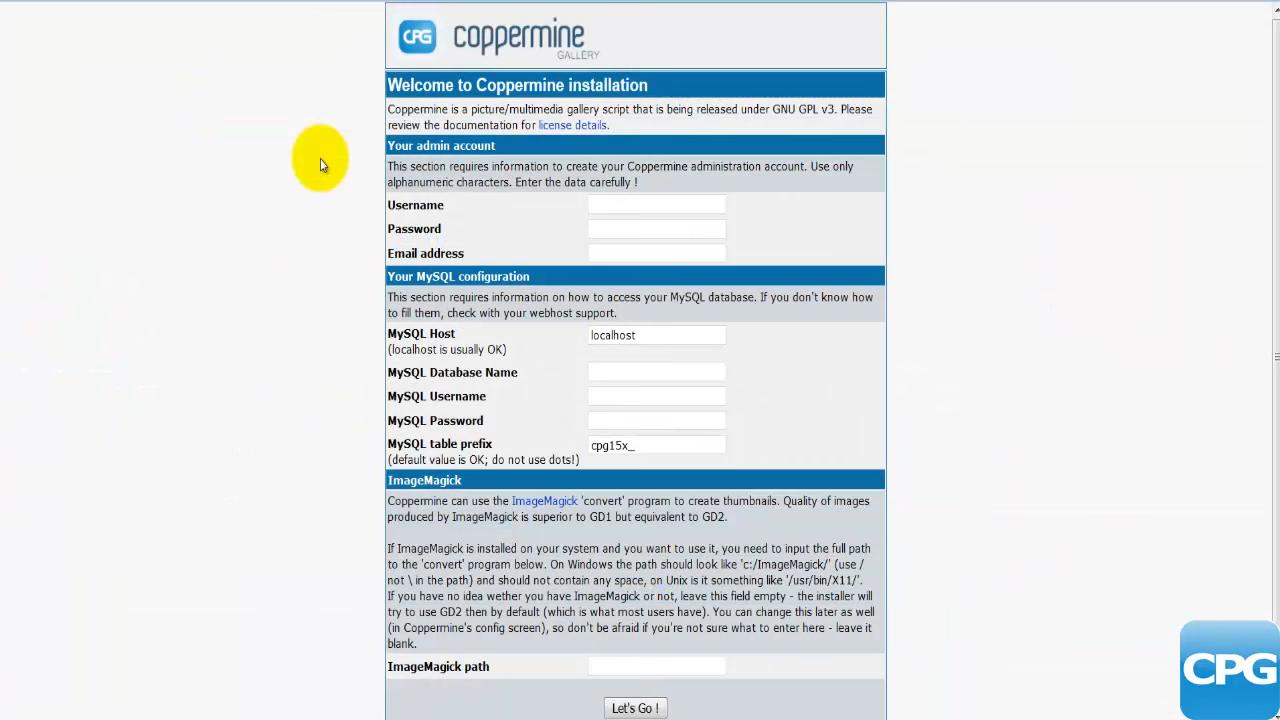 CPG coppermine
GALLERY
Welcome to Coppermine installation
Coppermine is a picture/multimedia gallery script that is being released under GNU GPL v3. Please
review the documentation for license details.
Your admin account
This section requires information to create your Coppermine administration account. Use only
alphanumeric characters. Enter the data carefully !
Username
Password
Email address
Your MySQL configuration
This section requires information on how to access your MySQL database. If you don't know how
to fill them, check with your webhost support.
MySQL Host localhost
(localhost is usually OK)
MySQL Database Name
MySQL Username
MySQL Password
MySQL table prefix cpg15x_
(default value is OK; do not use dots!)
ImageMagick
Coppermine can use the ImageMagick 'convert' program to create thumbnails. Quality of images
produced by ImageMagick is superior to GD1 but equivalent to GD2.
If ImageMagick is installed on your system and you want to use it, you need to input the full path
to the 'convert' program below. On Windows the path should look like 'c:/ImageMagick/' (use /
not \ in the path) and should not contain any space, on Unix is it something like '/usr/bin/X11/'.
If you have no idea wether you have ImageMagick or not, leave this field empty - the installer will
try to use GD2 then by default (which is what most users have). You can change this later as well
(in Coppermine's config screen), so don't be afraid if you're not sure what to enter here - leave it
blank.
ImageMagick path
Let's Go !
CPG